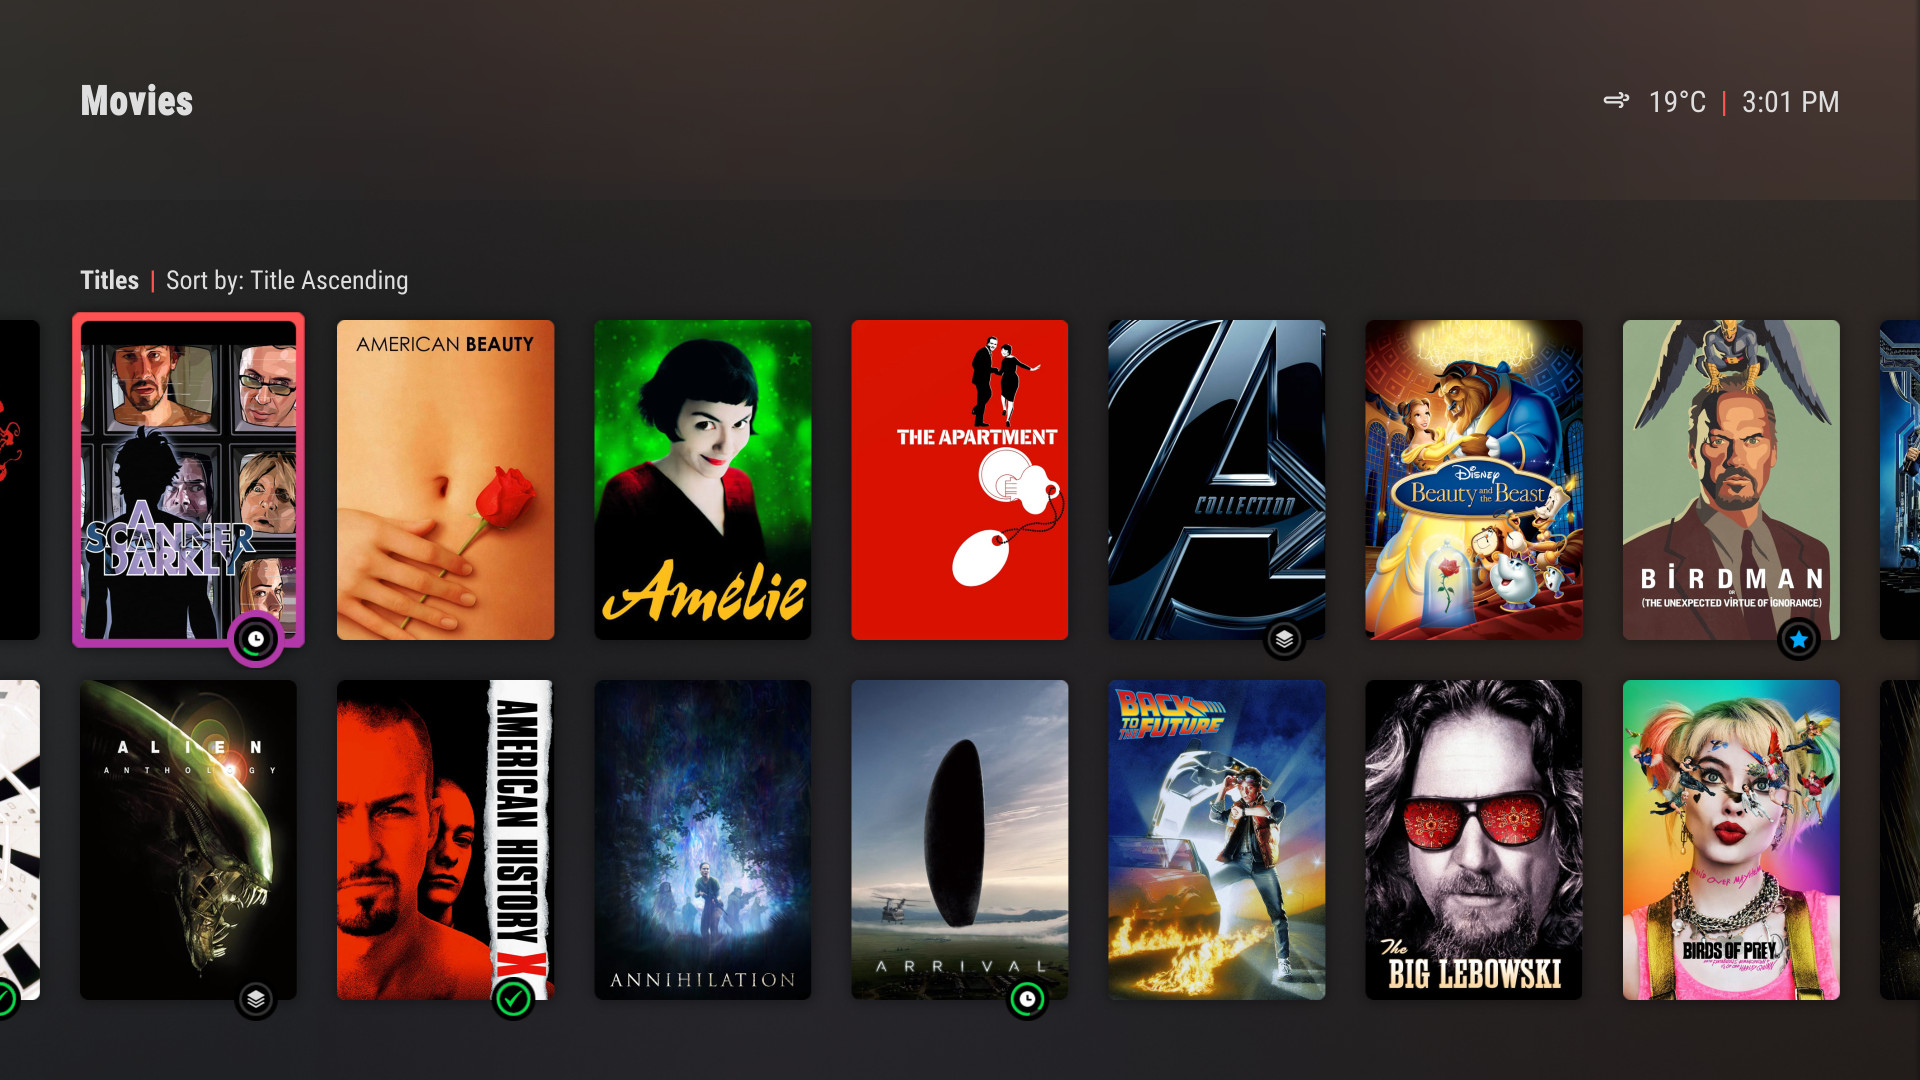 Movies
19°C | 3:01 PM
Titles | Sort by: Title Ascending
A
SCANNER
DARKLY
AMERICAN BEAUTY
Amélie
THE APARTMENT
COLLECTION
Disney
Beauty and the Beast
BiRDMAN
OR
(THE UNEXPECTED ViRTUE OF iGNORANCE)
ALIEN
ANTHOLOGY
AMERICAN HISTORY X
ANNIHILATION
ARRIVAL
BACK
TO THE FUTURE
The
BIG LEBOWSKI
BIRDS OF PREY